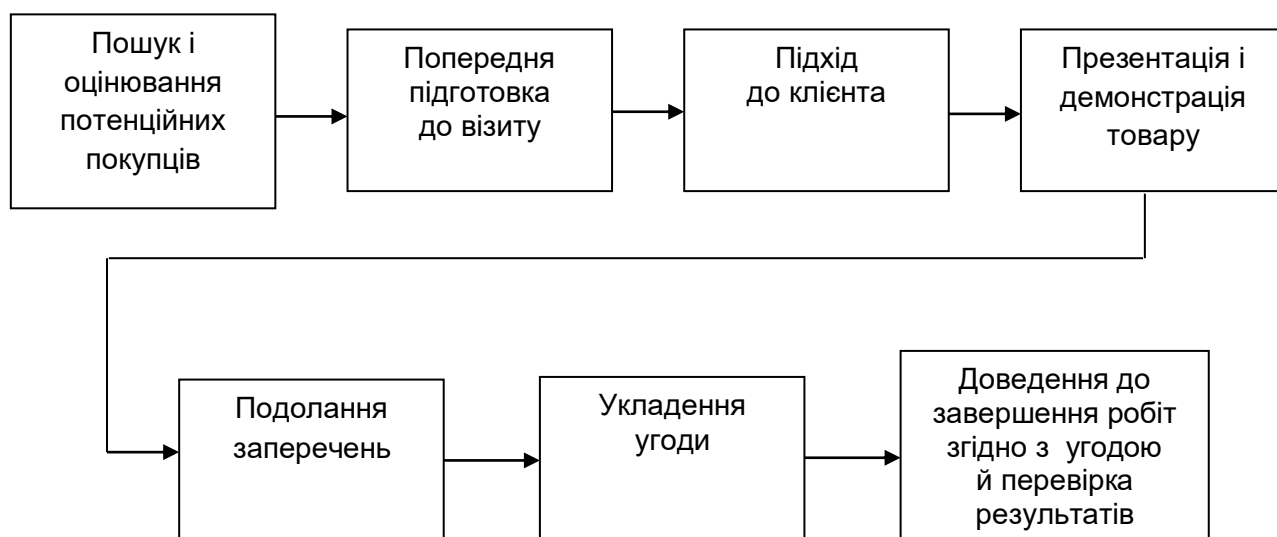 Пошук і
оцінювання
потенційних
покупців
Попередня
підготовка
до візиту
Підхід
до клієнта
Презентація і
демонстрація
товару
Подолання
заперечень
Укладення
угоди
Доведення до
завершення робіт
згідно з угодою
й перевірка
результатів